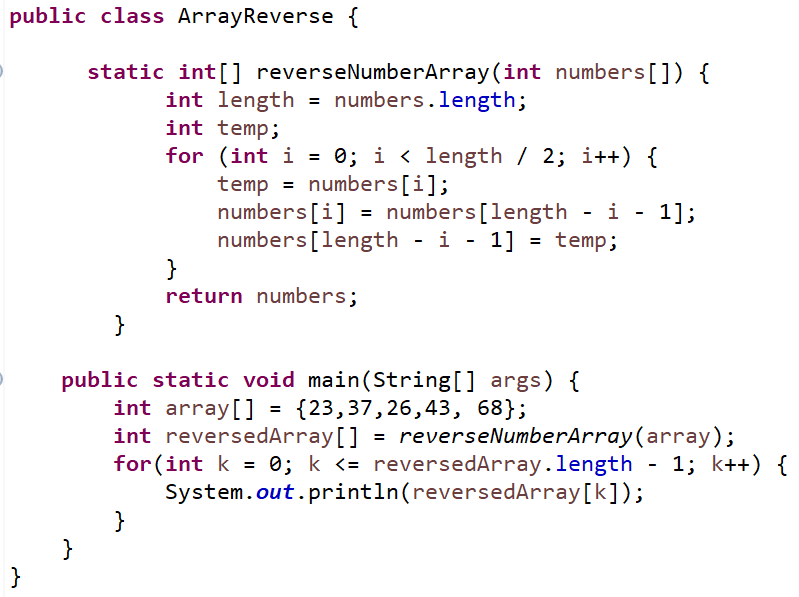 public class ArrayReverse {
static int[] reverseNumberArray(int numbers[]) {
int length = numbers.length;
int temp;
for (int i = 0; i < length / 2; i++) {
temp = numbers[i];
numbers[i] = numbers[length - i - 1];
numbers[length - i - 1] = temp;
}
return numbers;
}
public static void main(String[] args) {
int array[] = {23,37,26,43, 68};
int reversedArray[] = reverseNumberArray(array);
for(int k = 0; k <= reversedArray.length - 1; k++) {
System.out.println(reversedArray[k]);
}
}
}